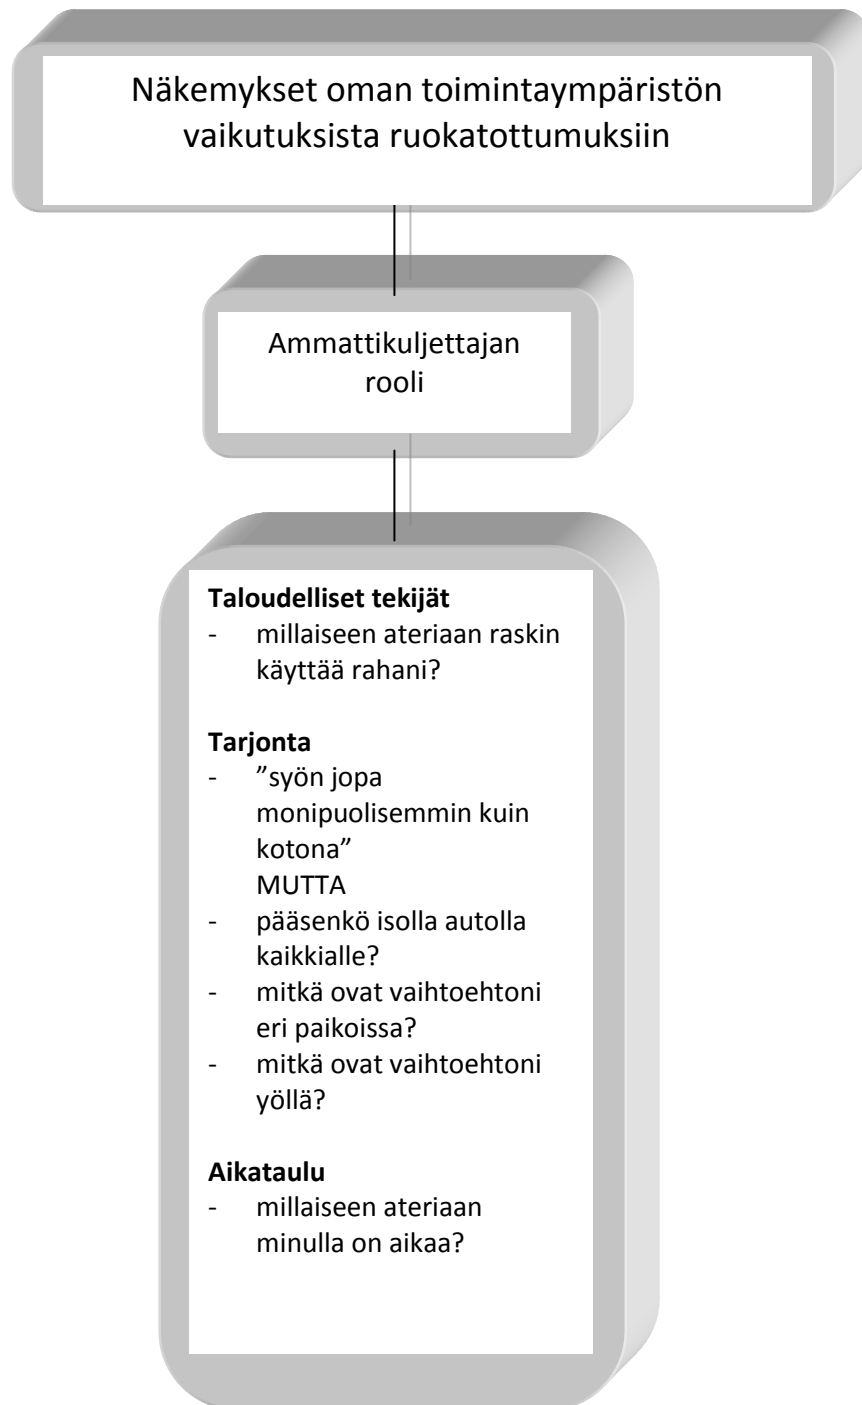 Näkemykset oman toimintaympäristön
vaikutuksista ruokatottumuksiin
Ammattikuljettajan
rooli
Taloudelliset tekijät
- millaiseen ateriaan raskin
käyttää rahani?
Tarjonta
- ”syön jopa
monipuolisemmin kuin
kotona”
MUTTA
- pääsenkö isolla autolla
kaikkialle?
- mitkä ovat vaihtoehtoni
eri paikoissa?
- mitkä ovat vaihtoehtoni
yöllä?
Aikataulu
- millaiseen ateriaan
minulla on aikaa?